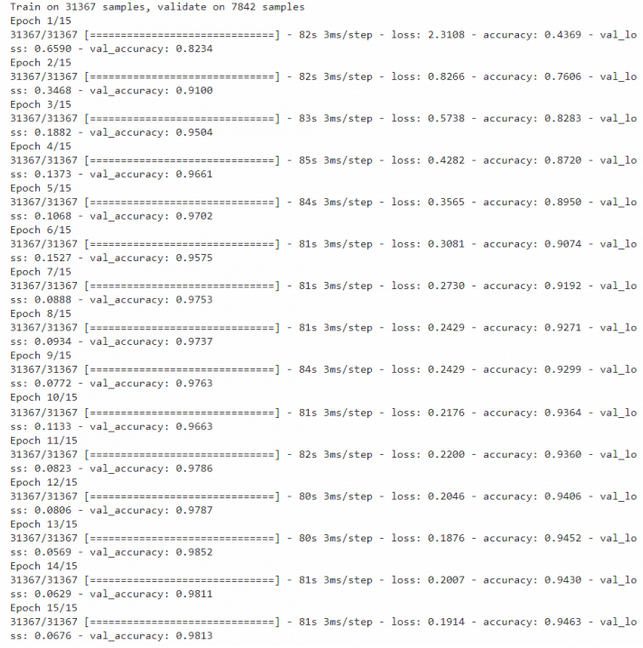 Train on 31367 samples, validate on 7842 samples
Epoch 1/15
31367/31367 [==============================] - 82s 3ms/step - loss: 2.3108 - accuracy: 0.4369 - val_lo
ss: 0.6590 - val_accuracy: 0.8234
Epoch 2/15
31367/31367 [==============================] - 82s 3ms/step - loss: 0.8266 - accuracy: 0.7606 - val_lo
ss: 0.3468 - val_accuracy: 0.9100
Epoch 3/15
31367/31367 [==============================] - 83s 3ms/step - loss: 0.5738 - accuracy: 0.8283 - val_lo
ss: 0.1882 - val_accuracy: 0.9504
Epoch 4/15
31367/31367 [==============================] - 85s 3ms/step - loss: 0.4282 - accuracy: 0.8720 - val_lo
ss: 0.1373 - val_accuracy: 0.9661
Epoch 5/15
31367/31367 [==============================] - 84s 3ms/step - loss: 0.3565 - accuracy: 0.8950 - val_lo
ss: 0.1068 - val_accuracy: 0.9702
Epoch 6/15
31367/31367 [==============================] - 81s 3ms/step - loss: 0.3081 - accuracy: 0.9074 - val_lo
ss: 0.1527 - val_accuracy: 0.9575
Epoch 7/15
31367/31367 [==============================] - 81s 3ms/step - loss: 0.2730 - accuracy: 0.9192 - val_lo
ss: 0.0888 - val_accuracy: 0.9753
Epoch 8/15
31367/31367 [==============================] - 81s 3ms/step - loss: 0.2429 - accuracy: 0.9271 - val_lo
ss: 0.0934 - val_accuracy: 0.9737
Epoch 9/15
31367/31367 [==============================] - 84s 3ms/step - loss: 0.2429 - accuracy: 0.9299 - val_lo
ss: 0.0772 - val_accuracy: 0.9763
Epoch 10/15
31367/31367 [==============================] - 81s 3ms/step - loss: 0.2176 - accuracy: 0.9364 - val_lo
ss: 0.1133 - val_accuracy: 0.9663
Epoch 11/15
31367/31367 [==============================] - 82s 3ms/step - loss: 0.2200 - accuracy: 0.9360 - val_lo
ss: 0.0823 - val_accuracy: 0.9786
Epoch 12/15
31367/31367 [==============================] - 80s 3ms/step - loss: 0.2046 - accuracy: 0.9406 - val_lo
ss: 0.0806 - val_accuracy: 0.9787
Epoch 13/15
31367/31367 [==============================] - 80s 3ms/step - loss: 0.1876 - accuracy: 0.9452 - val_lo
ss: 0.0569 - val_accuracy: 0.9852
Epoch 14/15
31367/31367 [==============================] - 81s 3ms/step - loss: 0.2007 - accuracy: 0.9430 - val_lo
ss: 0.0629 - val_accuracy: 0.9811
Epoch 15/15
31367/31367 [==============================] - 81s 3ms/step - loss: 0.1914 - accuracy: 0.9463 - val_lo
ss: 0.0676 - val_accuracy: 0.9813